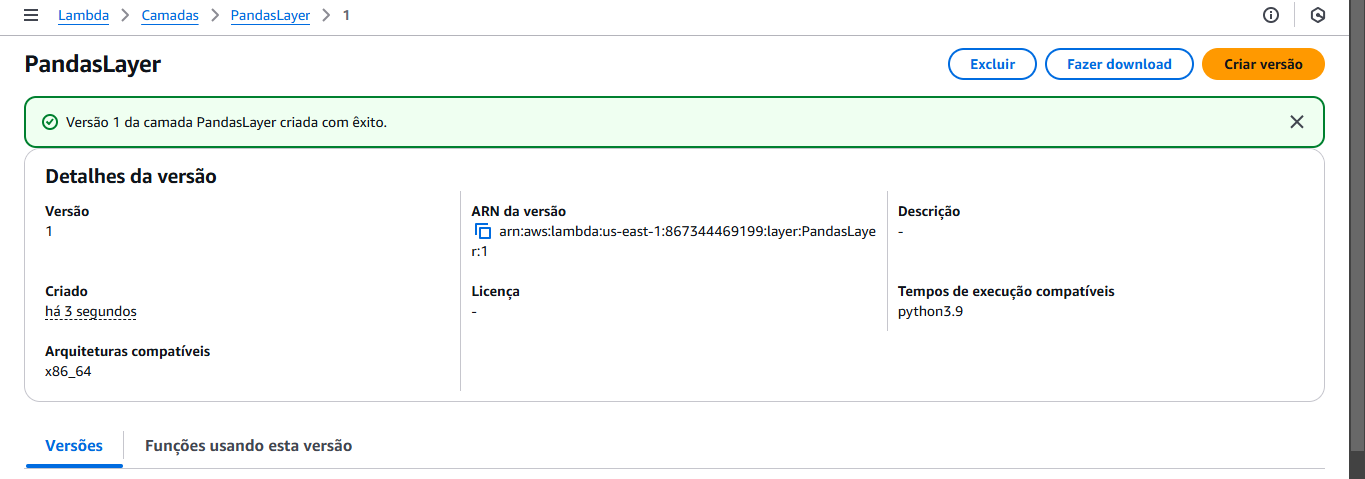 Lambda > Camadas > PandasLayer > 1
PandasLayer
Excluir
Fazer download
Criar versão
Versão 1 da camada PandasLayer criada com êxito.
Detalhes da versão
Versão
1
ARN da versão
arn:aws:lambda:us-east-1:867344469199:layer:PandasLaye
r:1
Descrição
-
Criado
há 3 segundos
Licença
-
Tempos de execução compatíveis
python3.9
Arquiteturas compatíveis
x86_64
Versões
Funções usando esta versão